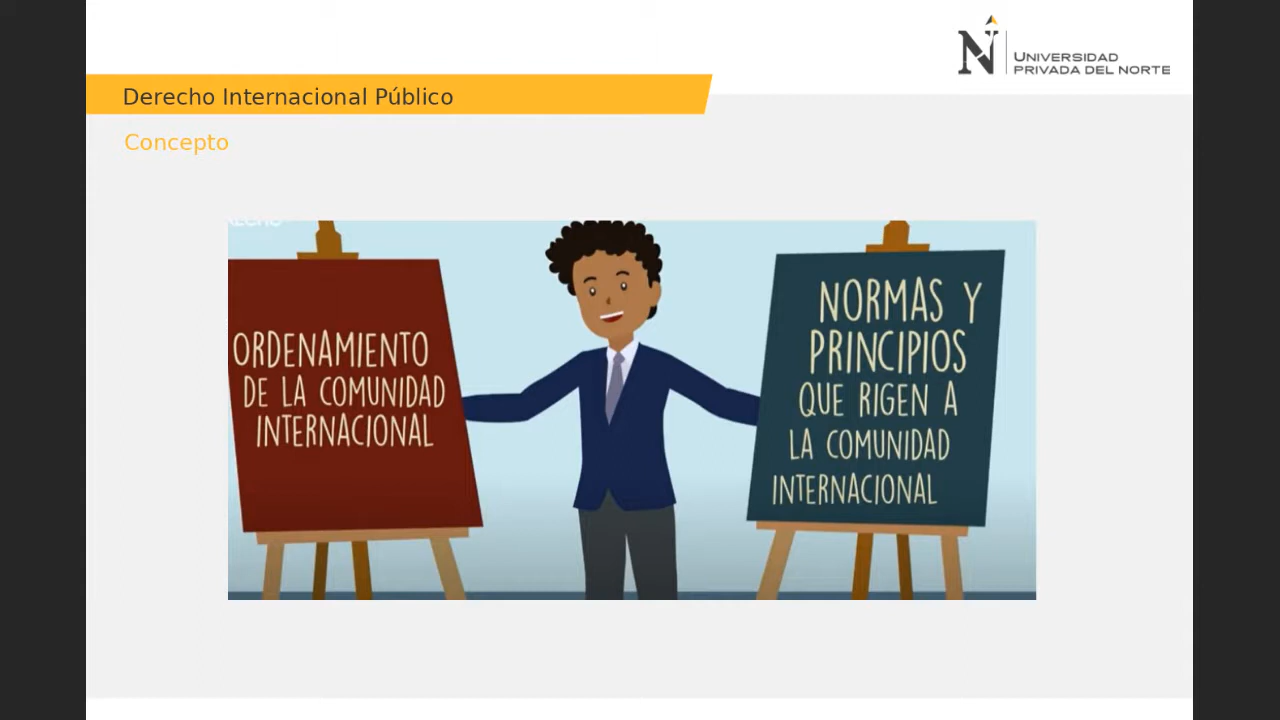 UNIVERSIDAD
PRIVADA DEL NORTE
Derecho Internacional Público
Concepto
ORDENAMIENTO
DE LA COMUNIDAD
INTERNACIONAL
NORMAS Y
PRINCIPIOS
QUE RIGEN A
LA COMUNIDAD
INTERNACIONAL